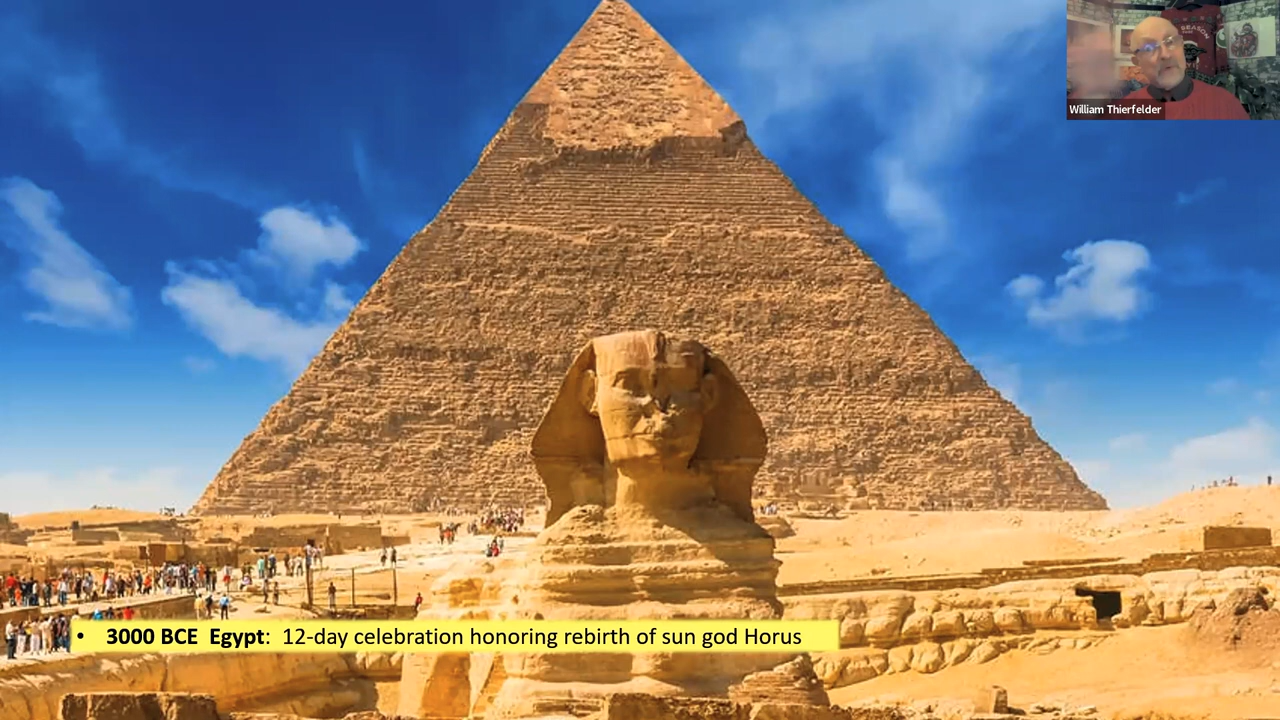 William Thierfelder
• 3000 BCE Egypt: 12-day celebration honoring rebirth of sun god Horus